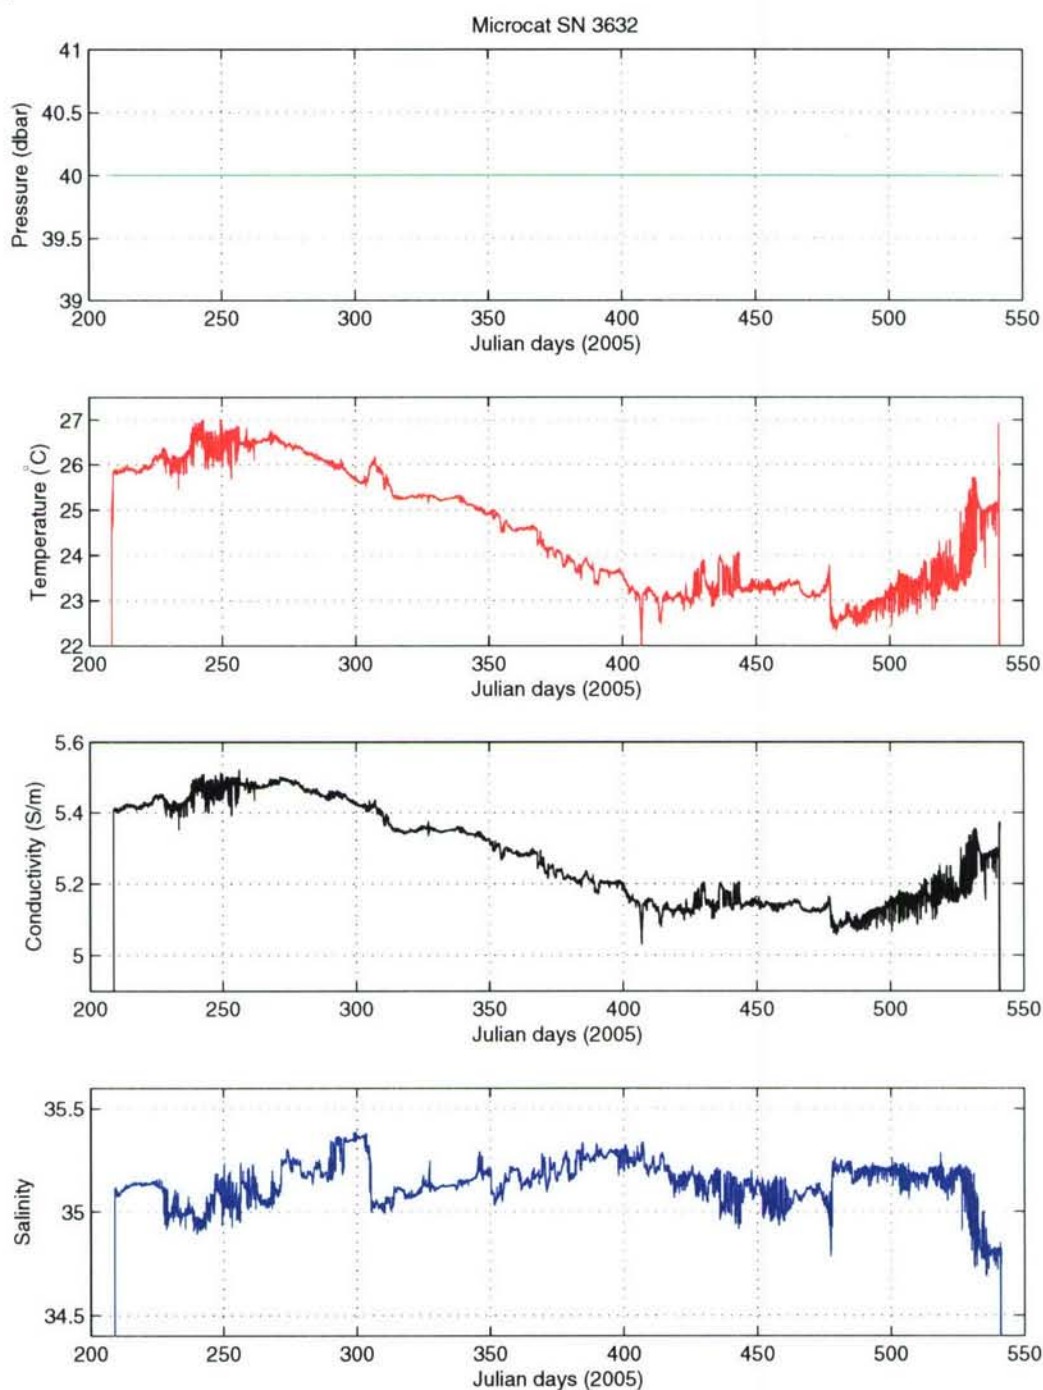 Microcat SN 3632
41
40.5
40
39.5
39
Pressure (dbar)
200 250 300 350 400 450 500 550
Julian days (2005)
27
26
25
24
23
22
Temperature (°C)
200 250 300 350 400 450 500 550
Julian days (2005)
5.6
5.4
5.2
5
Conductivity (S/m)
200 250 300 350 400 450 500 550
Julian days (2005)
35.5
35
34.5
Salinity
200 250 300 350 400 450 500 550
Julian days (2005)